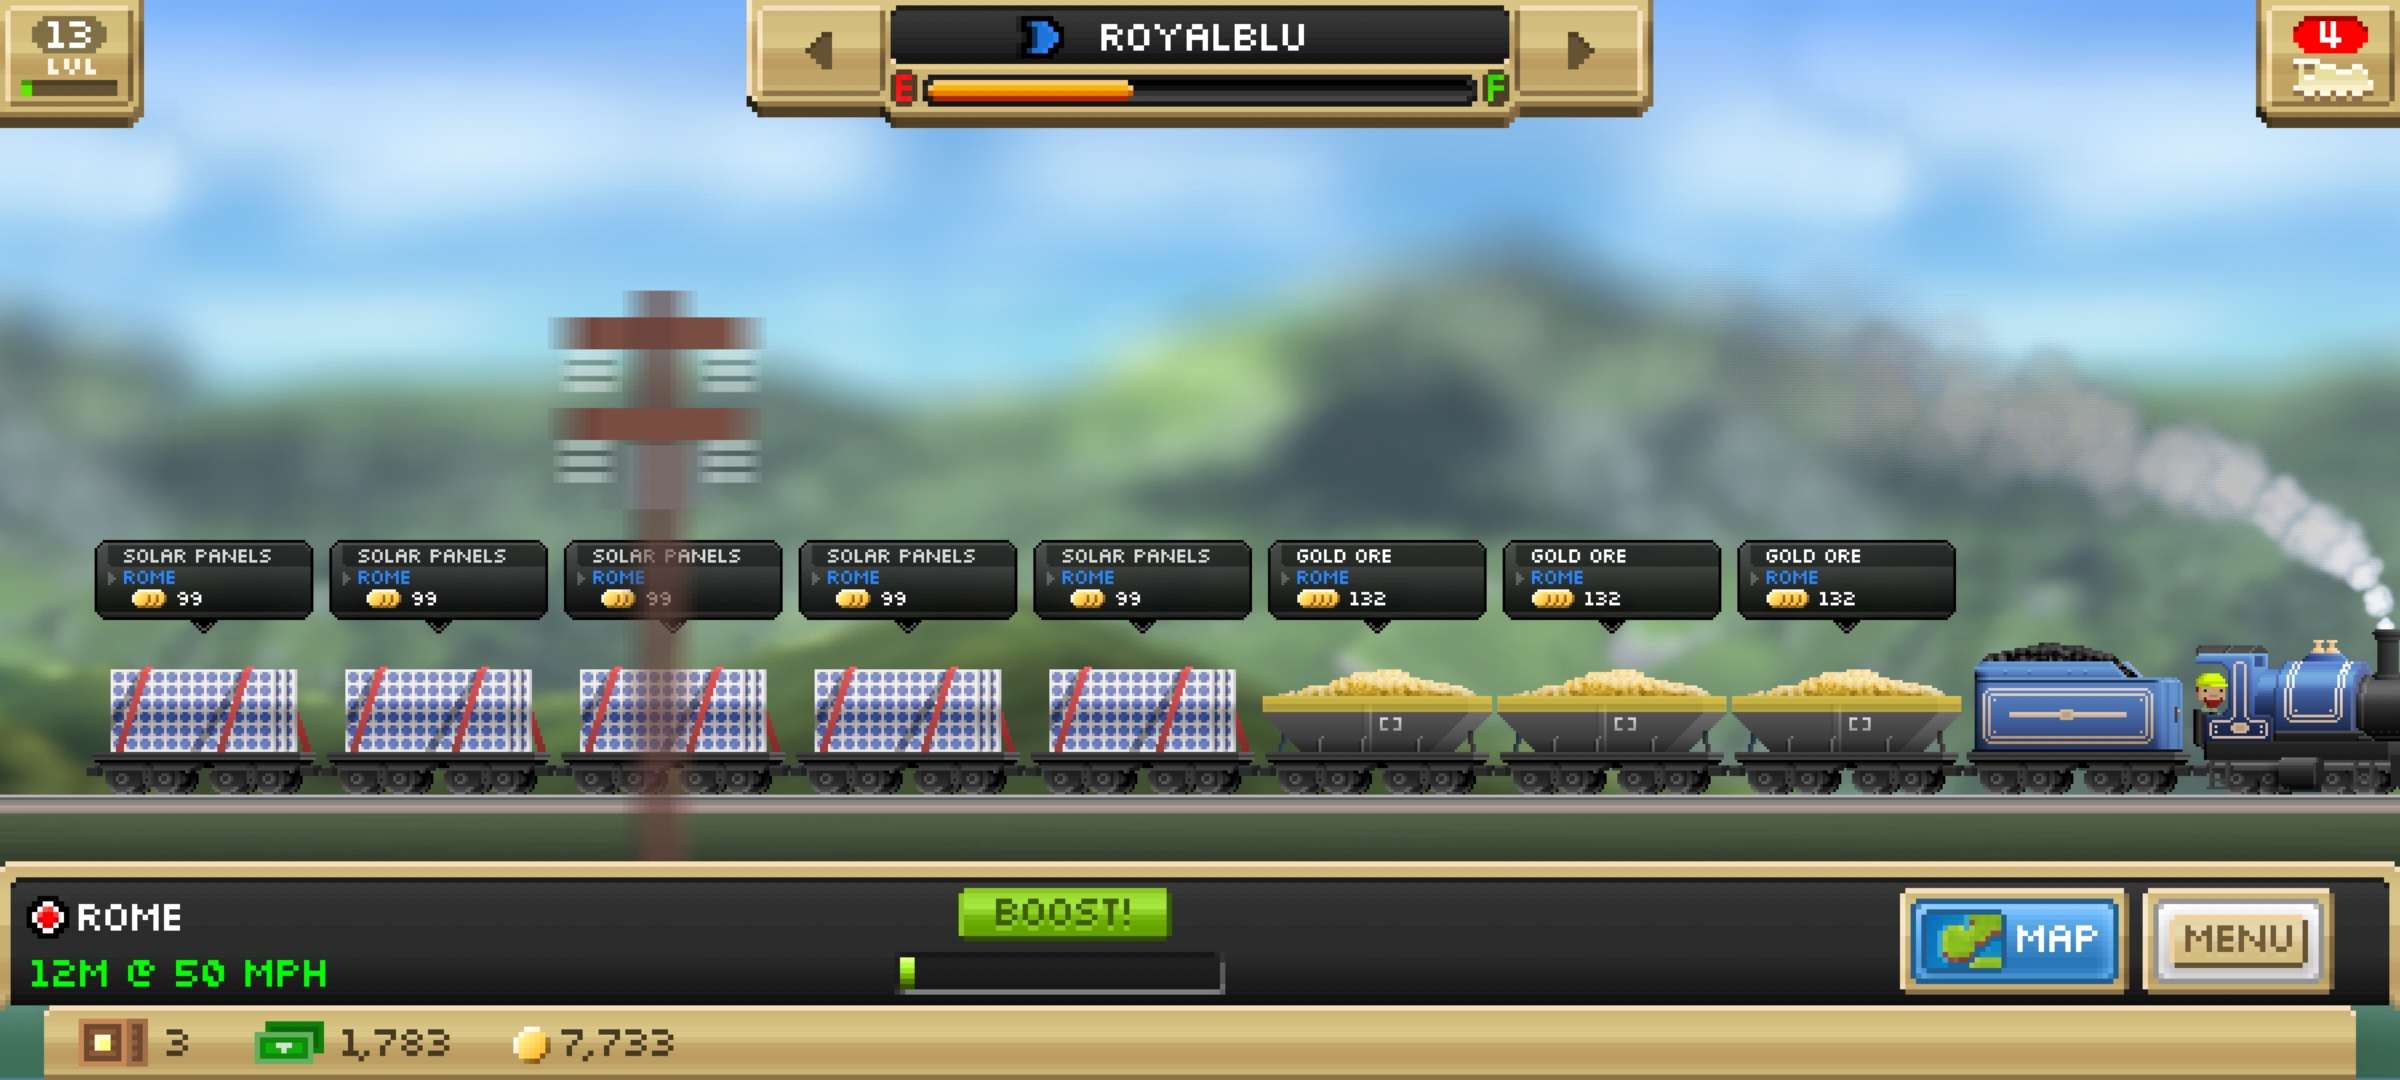 13
LVL
ROYALBLU
E F
4
SOLAR PANELS
ROME
99
SOLAR PANELS
ROME
99
SOLAR PANELS
ROME
99
SOLAR PANELS
ROME
99
SOLAR PANELS
ROME
99
GOLD ORE
ROME
132
GOLD ORE
ROME
132
GOLD ORE
ROME
132
ROME
12M @ 50 MPH
BOOST!
MAP
MENU
3 1,783 7,733